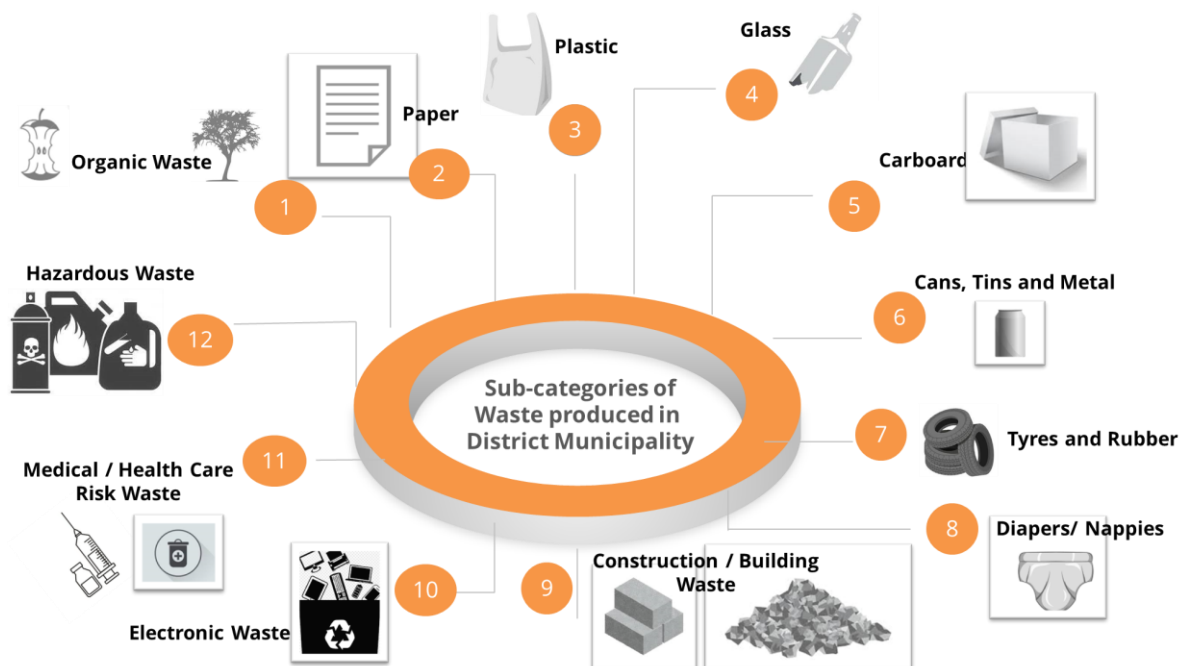 Sub-categories of
Waste produced in
District Municipality
1
Organic Waste
2
Paper
3
Plastic
4
Glass
5
Carboard
6
Cans, Tins and Metal
7
Tyres and Rubber
8
Diapers/ Nappies
9
Construction / Building
Waste
10
Electronic Waste
11
Medical / Health Care
Risk Waste
12
Hazardous Waste